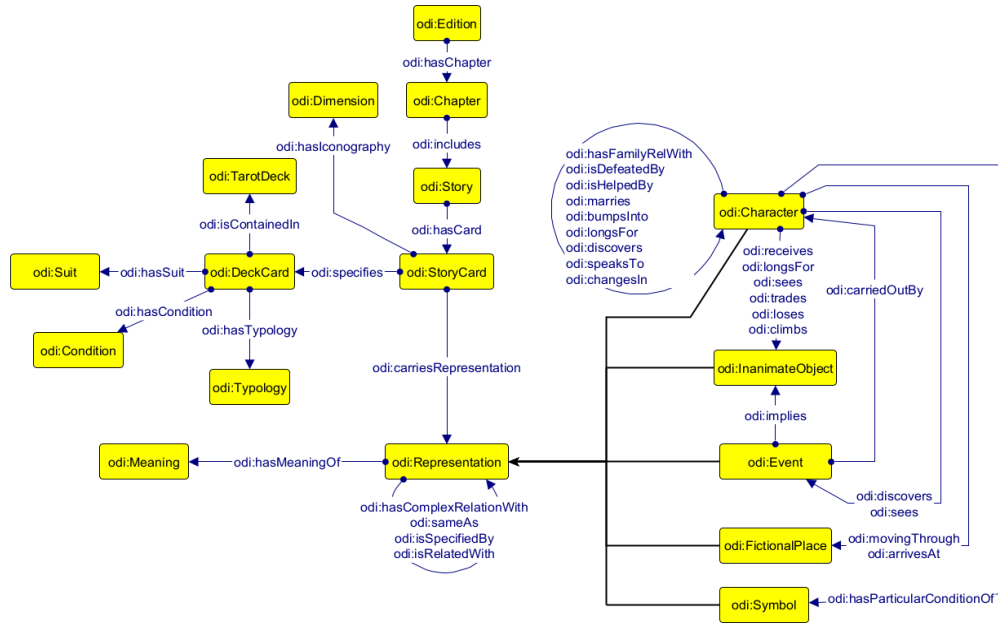 odi:Edition
odi:hasChapter
odi:Dimension
odi:Chapter
odi:hasIconography
odi:includes
odi:TarotDeck
odi:Story
odi:isContainedIn
odi:hasCard
odi:Suit
odi:hasSuit
odi:DeckCard
odi:specifies
odi:StoryCard
odi:hasCondition
odi:hasTypology
odi:Condition
odi:Typology
odi:carriesRepresentation
odi:Meaning
odi:hasMeaningOf
odi:Representation
odi:hasComplexRelationWith
odi:sameAs
odi:isSpecifiedBy
odi:isRelatedWith
odi:hasFamilyRelWith
odi:isDefeatedBy
odi:isHelpedBy
odi:marries
odi:bumpsInto
odi:longsFor
odi:discovers
odi:speaksTo
odi:changesIn
odi:Character
odi:receives
odi:longsFor
odi:sees
odi:trades
odi:loses
odi:climbs
odi:carriedOutBy
odi:InanimateObject
odi:implies
odi:Event
odi:discovers
odi:sees
odi:FictionalPlace
odi:movingThrough
odi:arrivesAt
odi:Symbol
odi:hasParticularConditionOf